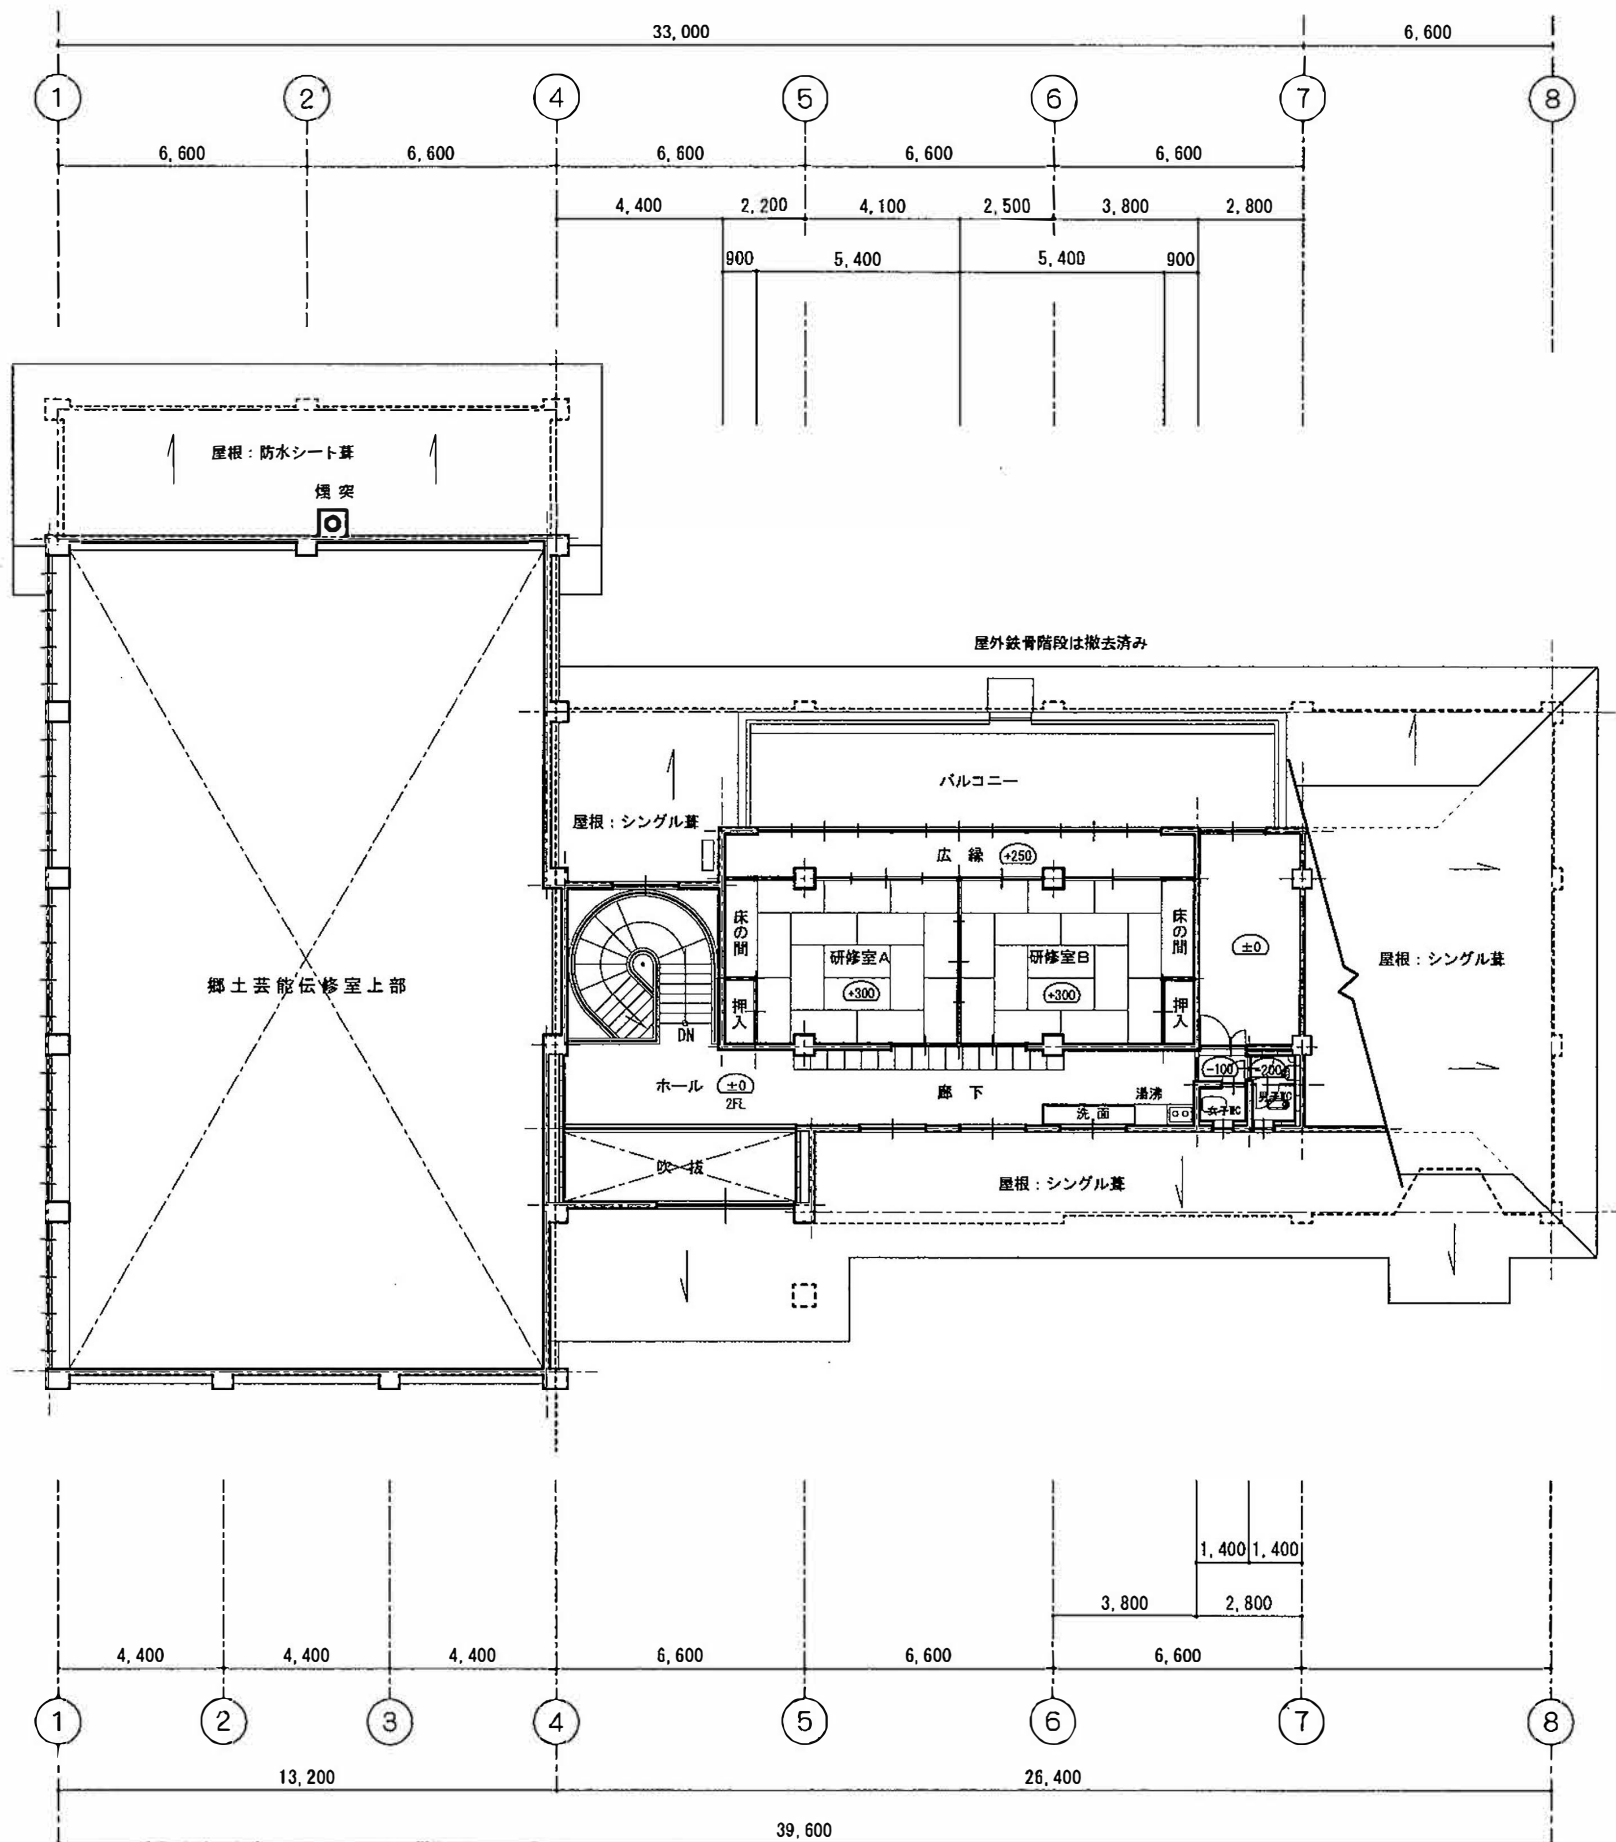 33,000
6,600
1
2
4
5
6
7
8
6,600
6,600
6,600
6,600
6,600
4,400
2,200
4,100
2,500
3,800
2,800
900
5,400
5,400
900
屋根：防水シート葺
煙突
屋外鉄骨階段は撤去済み
バルコニー
屋根：シングル葺
広縁
+250
床の間
研修室A
研修室B
床の間
±0
屋根：シングル葺
郷土芸能伝修室上部
+300
+300
押入
押入
DN
ホール
±0
2FL
廊下
湯沸
-100
-200
洗面
女子WC
男子WC
吹抜
屋根：シングル葺
1,400
1,400
3,800
2,800
4,400
4,400
4,400
6,600
6,600
6,600
1
2
3
4
5
6
7
8
13,200
26,400
39,600